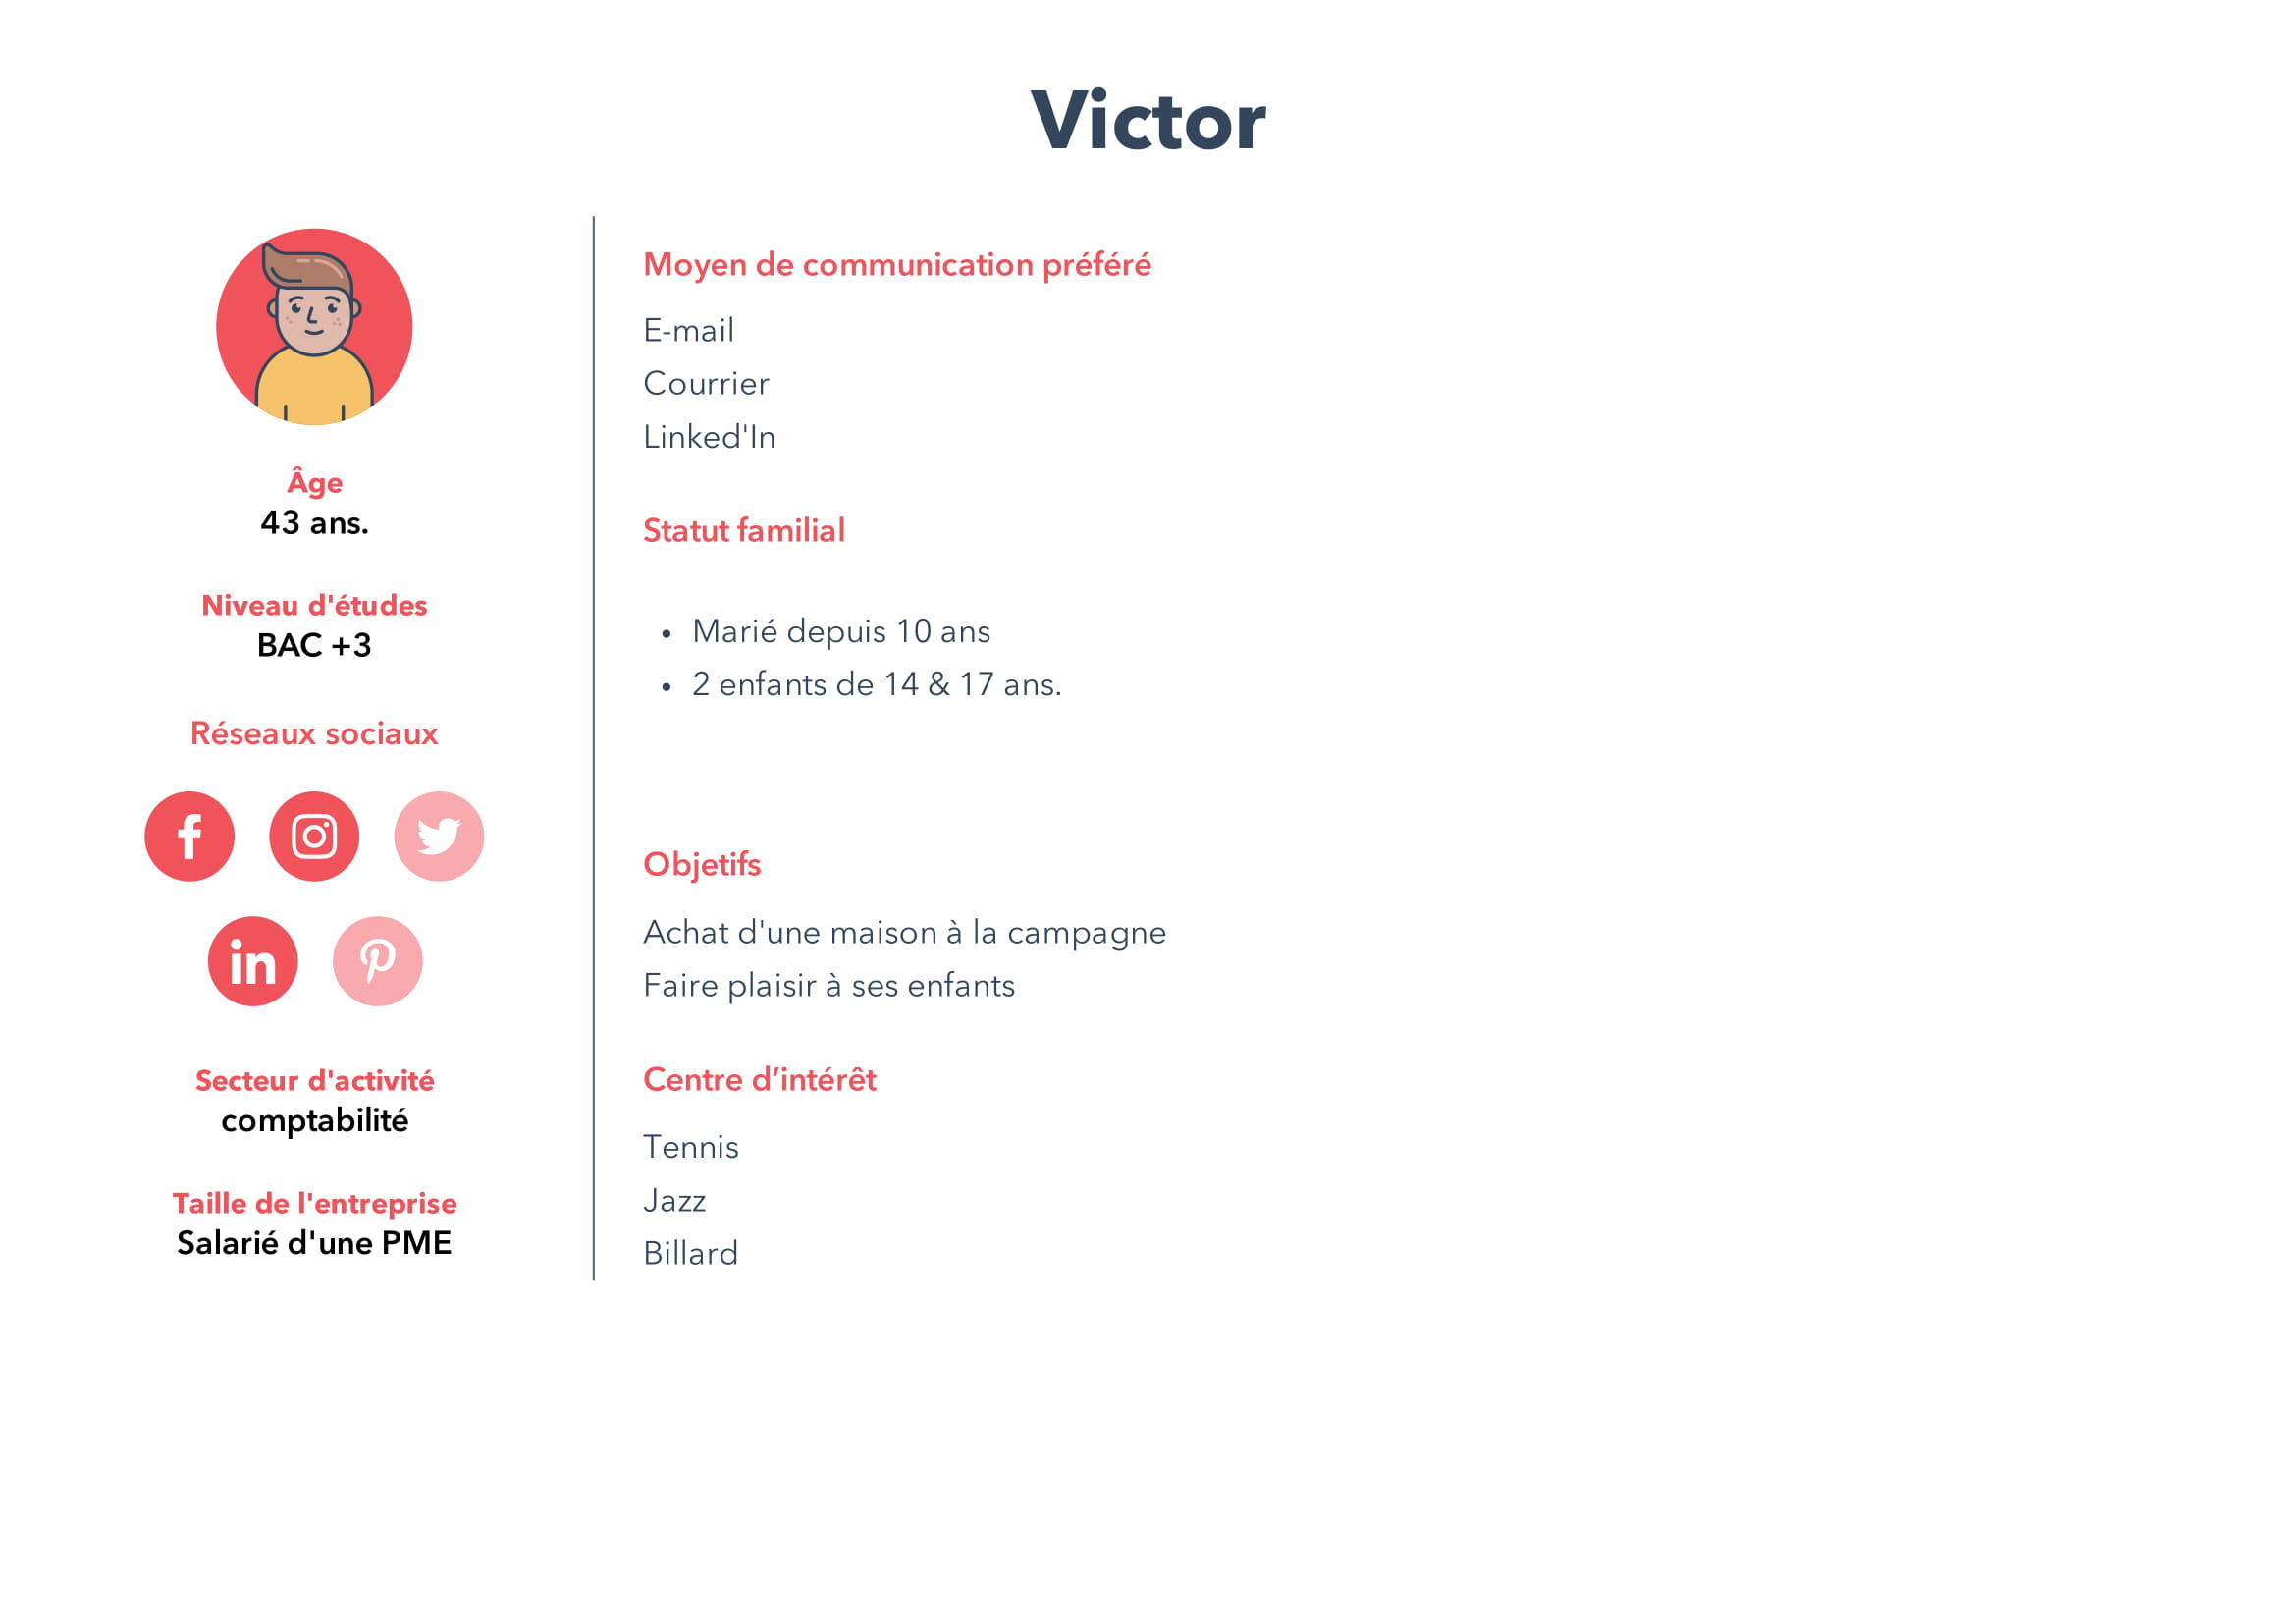 Victor
Âge
43 ans.
Niveau d'études
BAC +3
Réseaux sociaux
Secteur d'activité
comptabilité
Taille de l'entreprise
Salarié d'une PME
Moyen de communication préféré
E-mail
Courrier
Linked'In
Statut familial
• Marié depuis 10 ans
• 2 enfants de 14 & 17 ans.
Objetifs
Achat d'une maison à la campagne
Faire plaisir à ses enfants
Centre d’intérêt
Tennis
Jazz
Billard